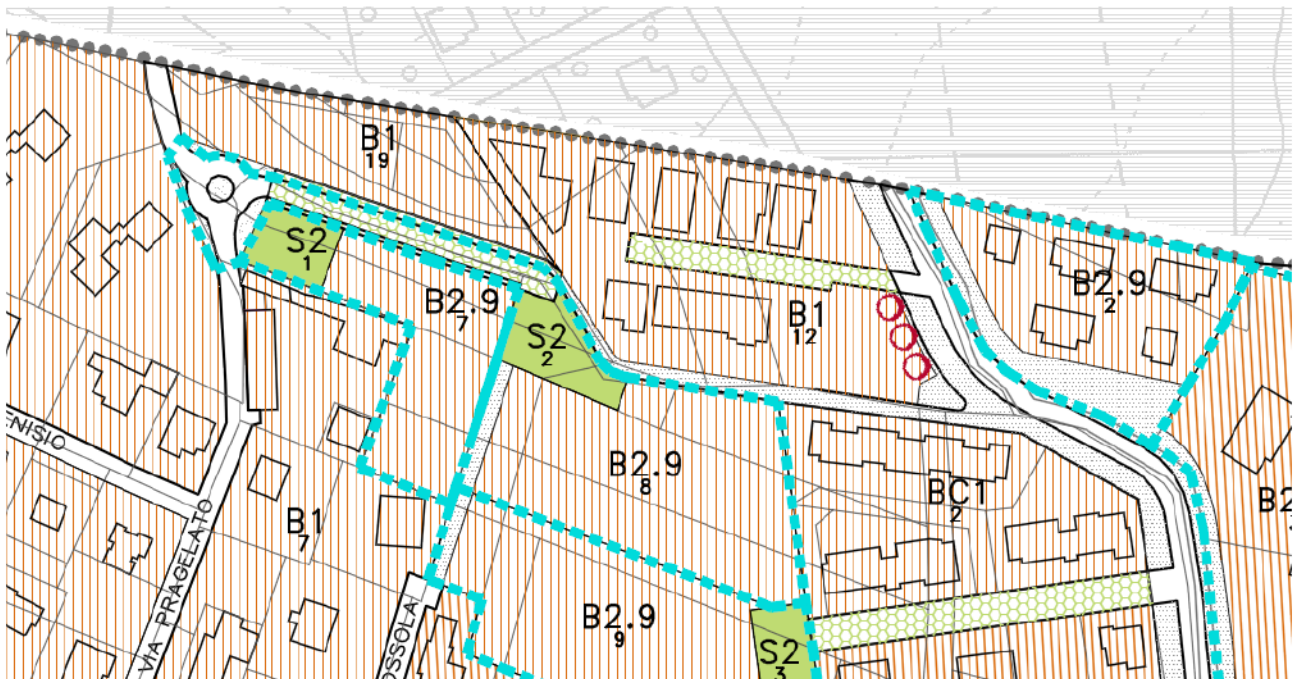 B1
19
S2
1
B2.9
7
B2.9
2
S2
2
B1
12
B2.9
8
BC1
2
B2
ENISIO
B1
7
VIA PRAGELATO
OSSOLA
B2.9
9
S2
3